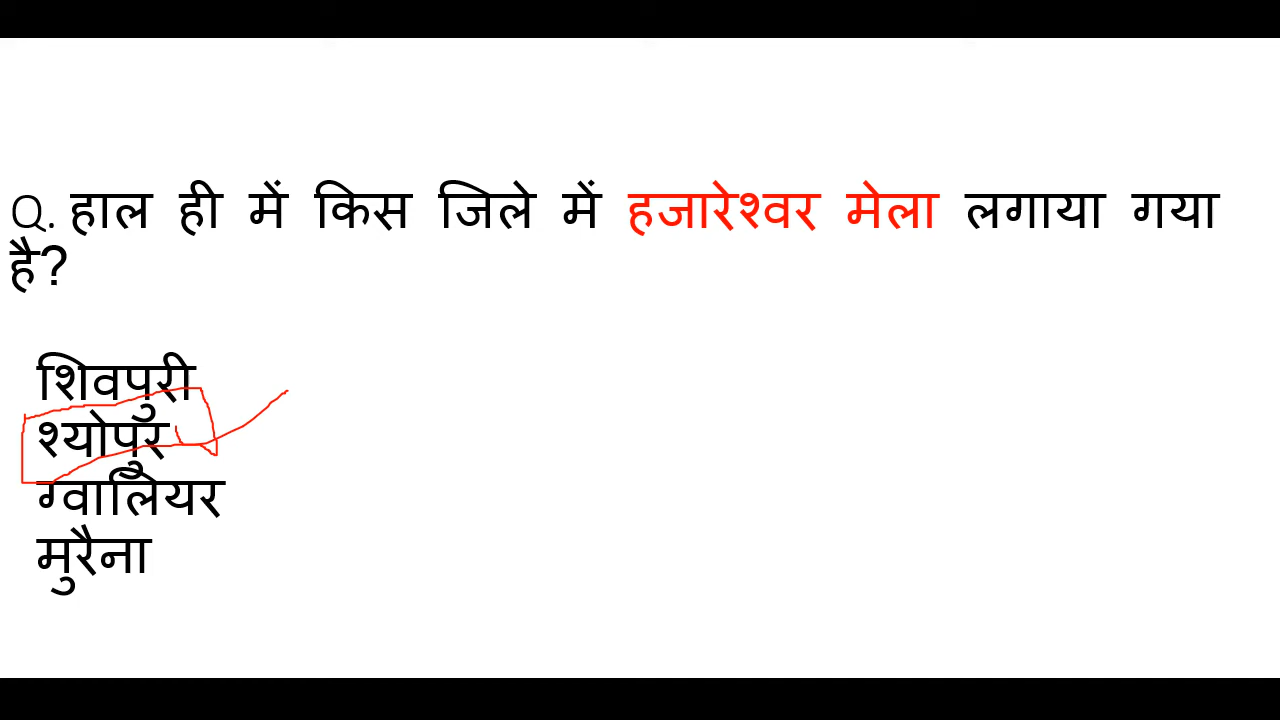 Q. हाल ही में किस जिले में हजारेश्वर मेला लगाया गया
है?
शिवपुरी
श्योपुर
ग्वालियर
मुरैना